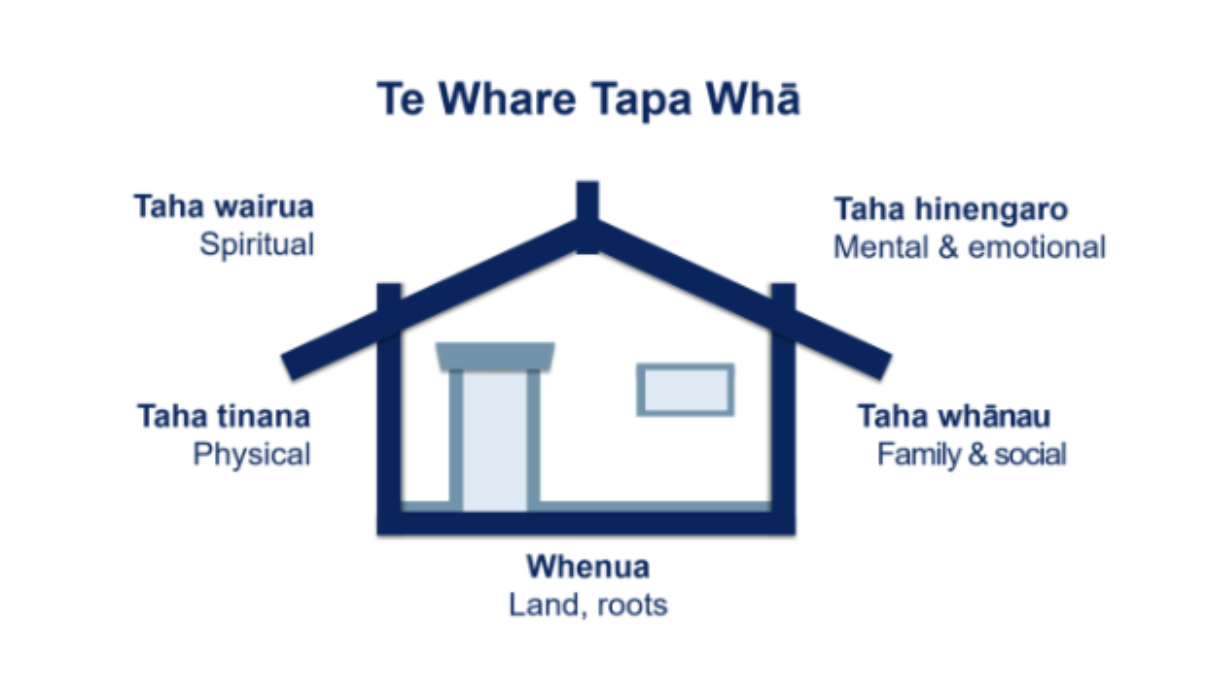 Te Whare Tapa Whā
Taha wairua
Spiritual
Taha hinengaro
Mental & emotional
Taha tinana
Physical
Taha whānau
Family & social
Whenua
Land, roots